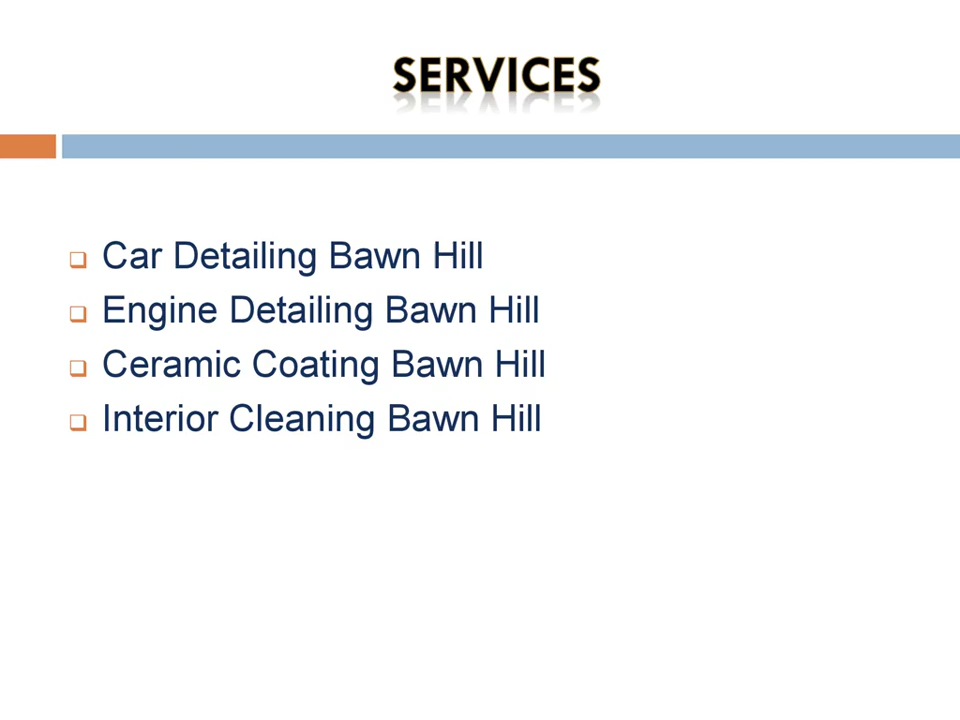 SERVICES
Car Detailing Bawn Hill
Engine Detailing Bawn Hill
Ceramic Coating Bawn Hill
Interior Cleaning Bawn Hill